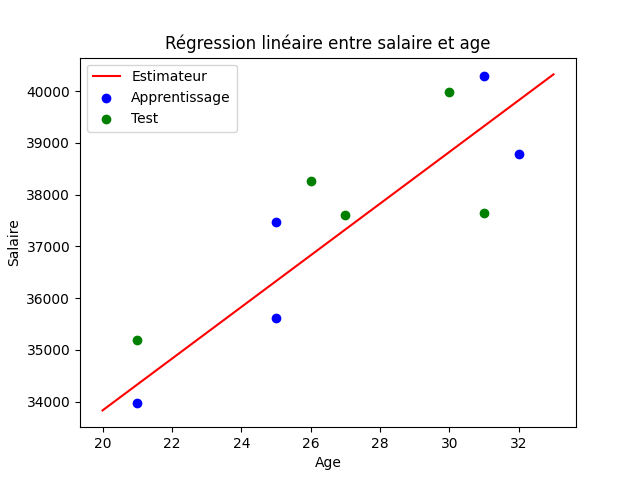 Régression linéaire entre salaire et age
Estimateur
Apprentissage
Test
40000
39000
38000
37000
36000
35000
34000
Salaire
20 22 24 26 28 30 32
Age